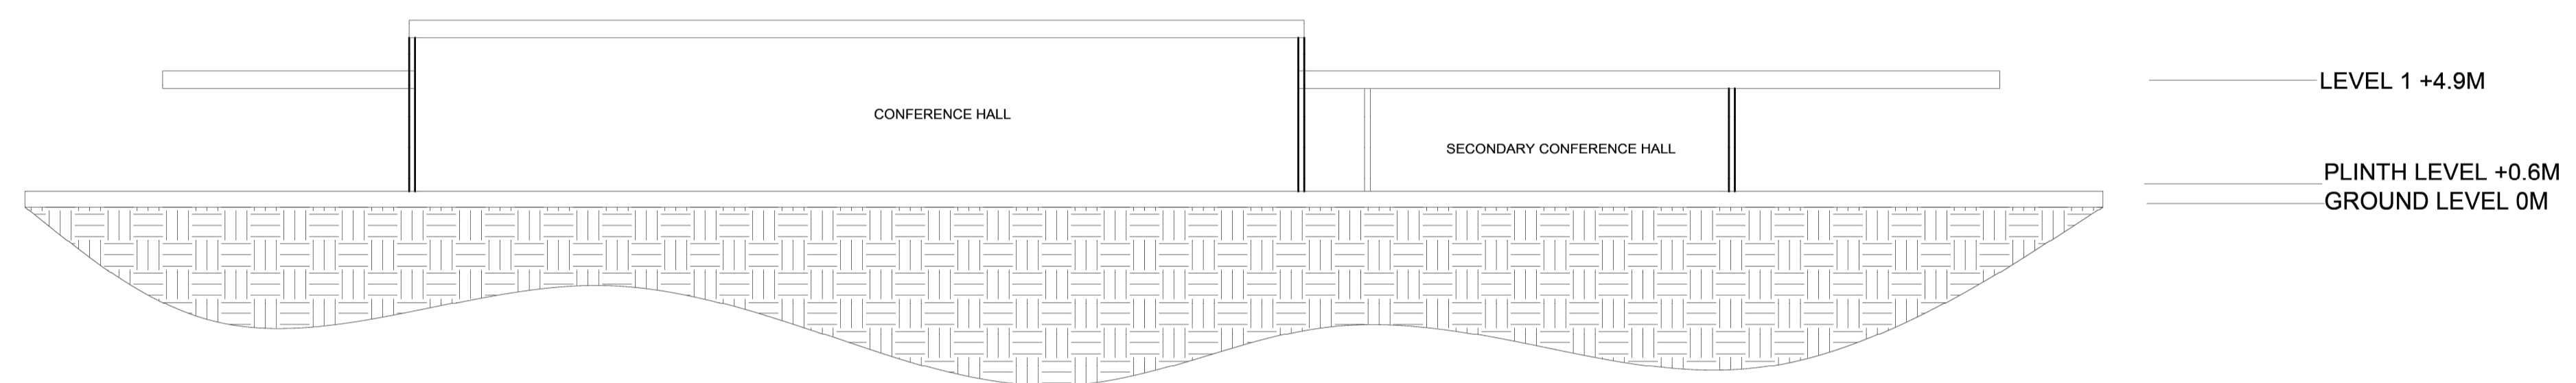 LEVEL 1 +4.9M
CONFERENCE HALL
SECONDARY CONFERENCE HALL
PLINTH LEVEL +0.6M
GROUND LEVEL 0M